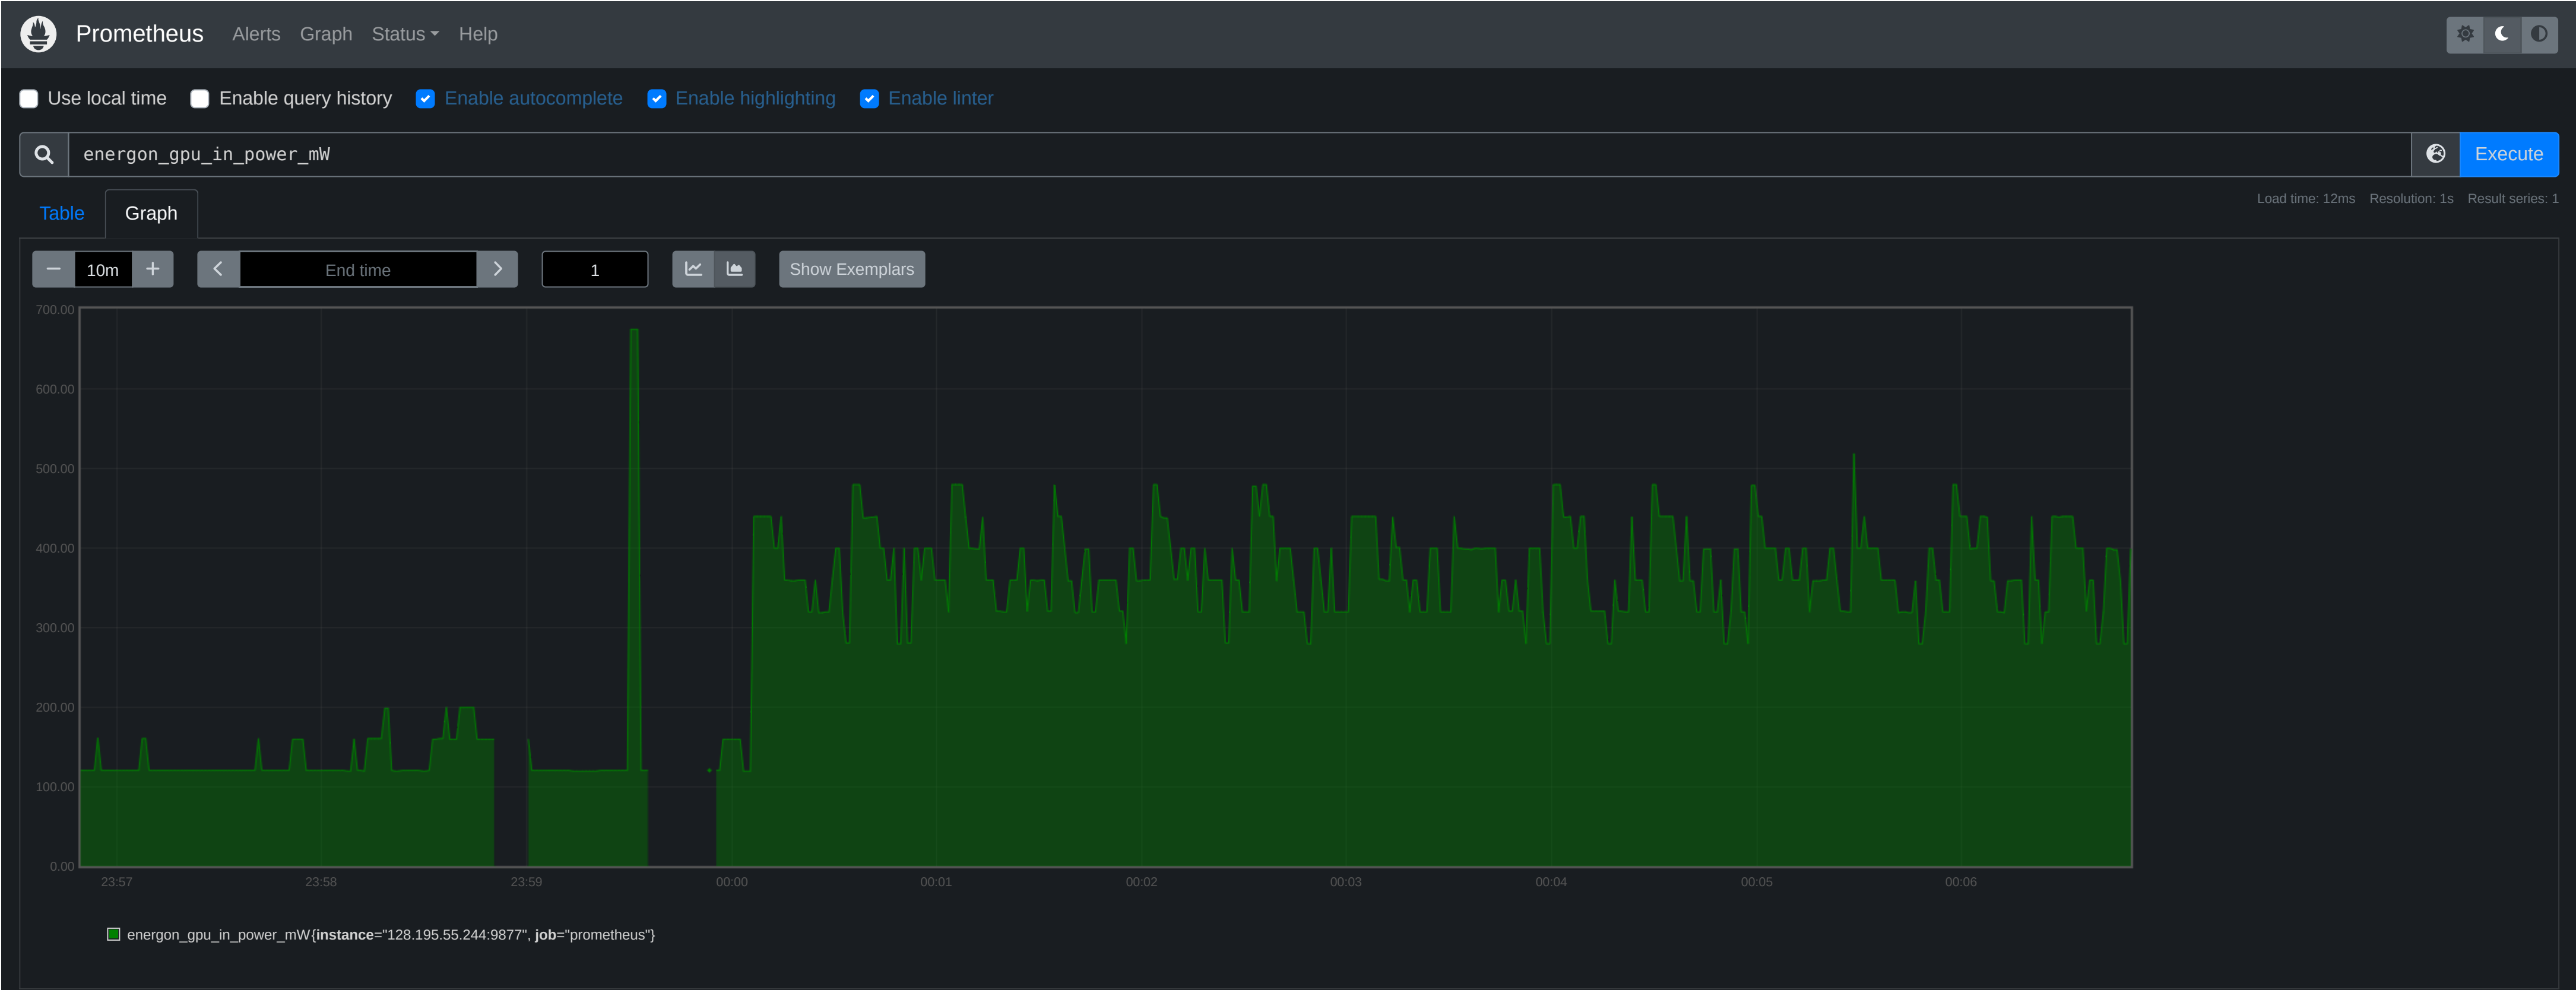 Prometheus Alerts Graph Status Help
Use local time Enable query history Enable autocomplete Enable highlighting Enable linter
energon_gpu_in_power_mW Execute
Table Graph Load time: 12ms Resolution: 1s Result series: 1
10m End time 1 Show Exemplars
700.00
600.00
500.00
400.00
300.00
200.00
100.00
0.00
23:57 23:58 23:59 00:00 00:01 00:02 00:03 00:04 00:05 00:06
energon_gpu_in_power_mW{instance="128.195.55.244:9877", job="prometheus"}